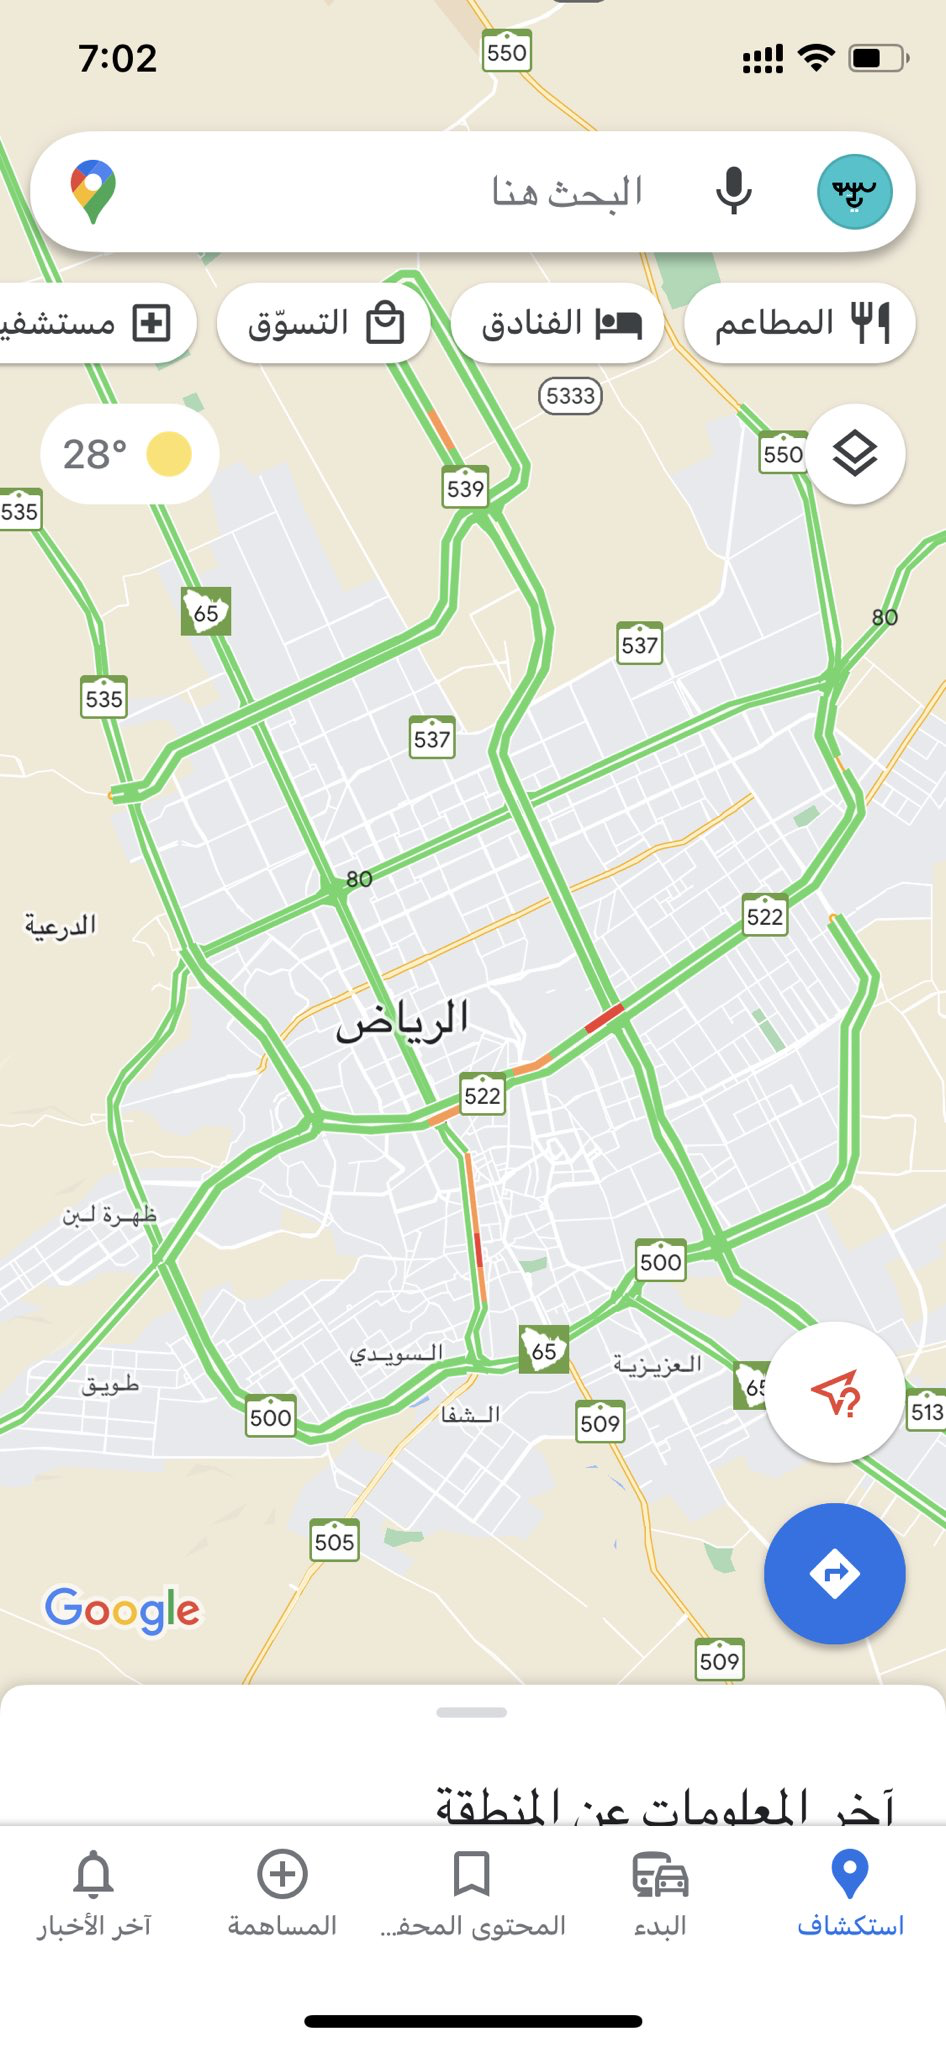 7:02
550
البحث هنا
المطاعم
الفنادق
التسوّق
مستشفي
5333
28°
550
539
535
65
80
537
535
537
80
الدرعية
522
الرياض
522
ظهرة لبن
500
السويدي
65
العزيزية
طويق
65
500
الشفا
509
513
505
Google
509
آخر المعلومات عن المنطقة
استكشاف
البدء
المحتوى المحفـ...
المساهمة
آخر الأخبار